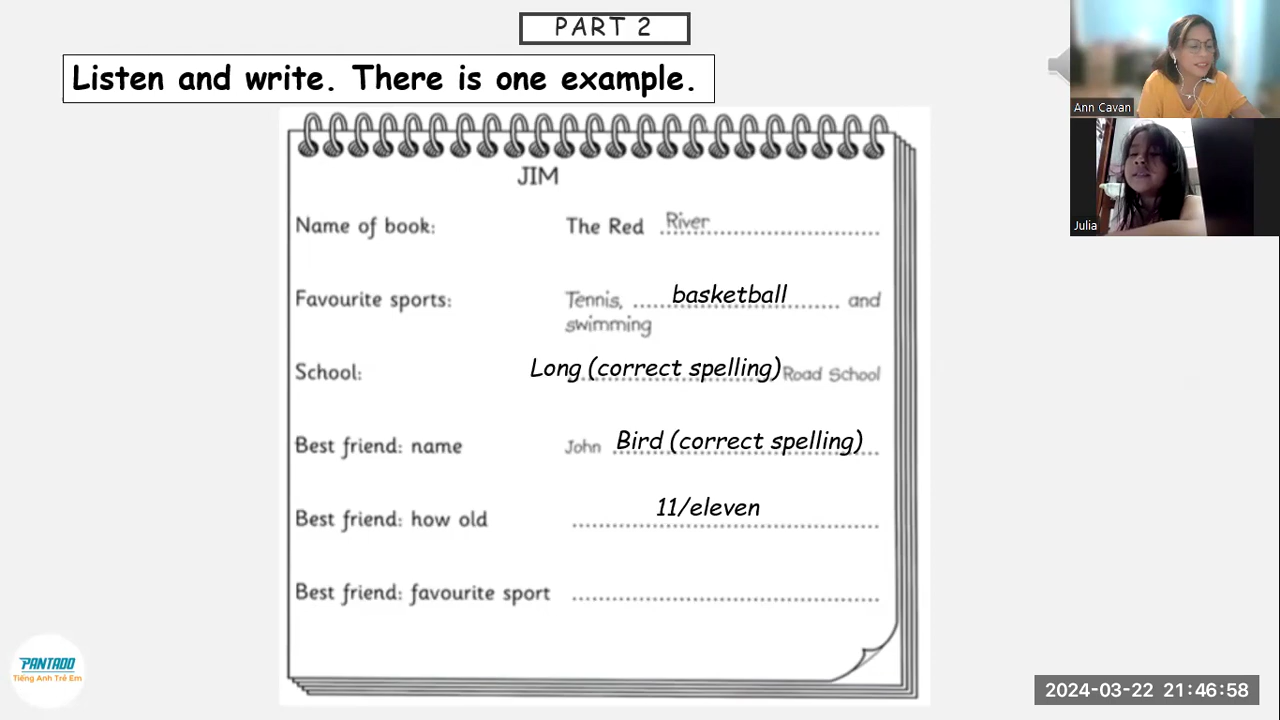 PART 2
Listen and write. There is one example.
JIM
Name of book: The Red River
Favourite sports: Tennis, basketball and
swimming
School: Long (correct spelling) Road School
Best friend: name John Bird (correct spelling)
Best friend: how old 11/eleven
Best friend: favourite sport
Ann Cavan
Julia
PANTADO
Tiếng Anh Trẻ Em
2024-03-22 21:46:58